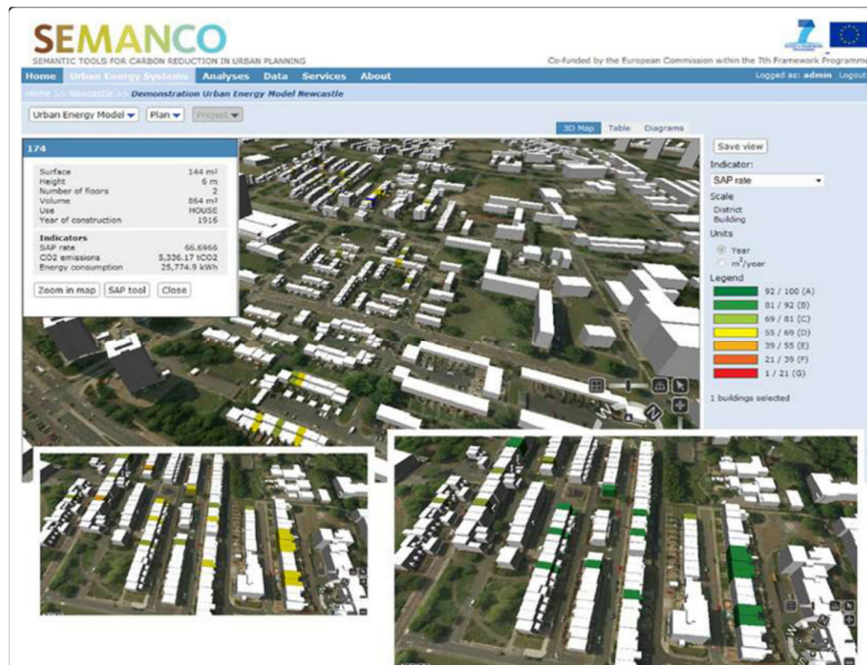 SEMANCO
SEMANTIC TOOLS FOR CARBON REDUCTION IN URBAN PLANNING
Co-funded by the European Commission within the 7th Framework Programme
Home Urban Energy Systems Analyses Data Services About
Logged as: admin Logout
Home >> Newcastle >> Demonstration Urban Energy Model Newcastle
Urban Energy Model Plan Project
3D Map Table Diagrams
174
Surface 144 m²
Height 6 m
Number of floors 2
Volume 864 m³
Use HOUSE
Year of construction 1916
Indicators
SAP rate 66.6966
CO2 emissions 5,336.17 tCO2
Energy consumption 25,774.9 kWh
Zoom in map SAP tool Close
Save view
Indicator:
SAP rate
Scale
District
Building
Units
Year
m²/year
Legend
92 / 100 (A)
81 / 92 (B)
69 / 81 (C)
55 / 69 (D)
39 / 55 (E)
21 / 39 (F)
1 / 21 (G)
1 buildings selected
W N